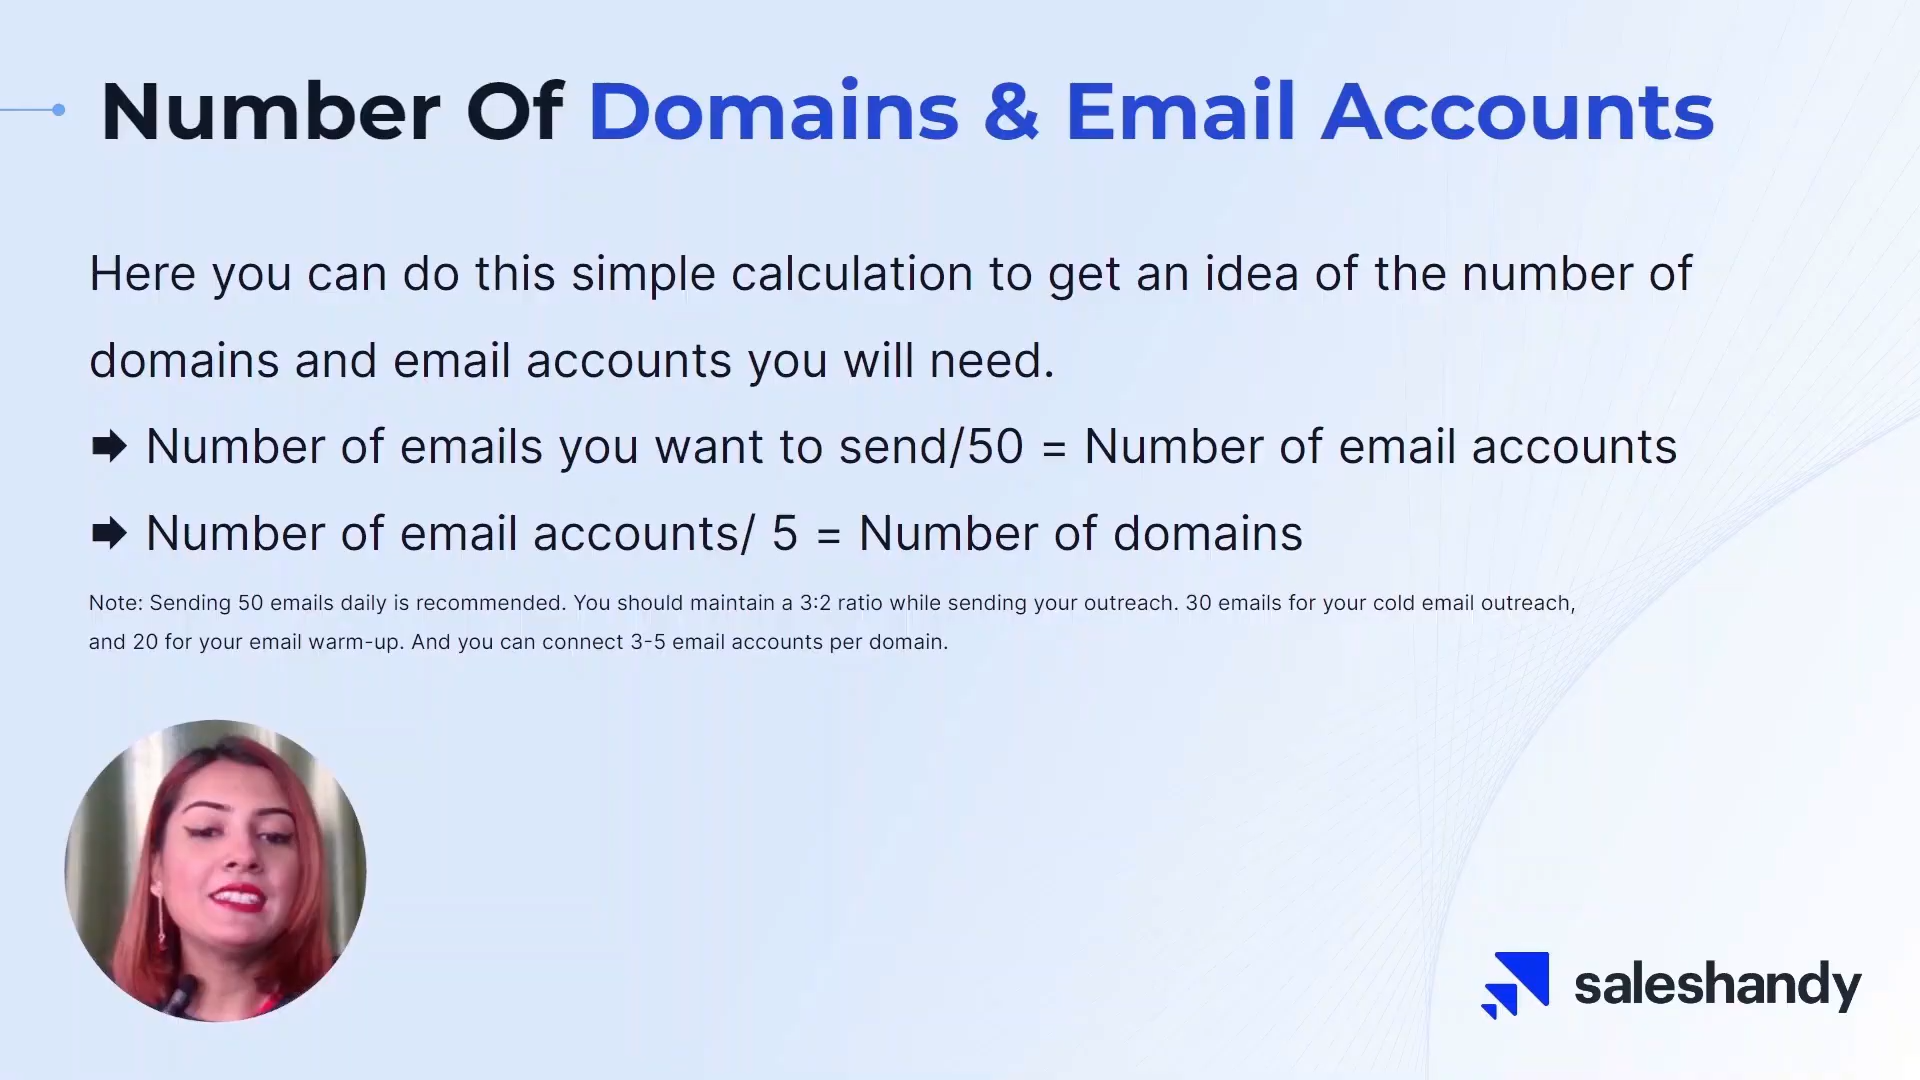 Number Of Domains & Email Accounts
Here you can do this simple calculation to get an idea of the number of
domains and email accounts you will need.
🡆 Number of emails you want to send/50 = Number of email accounts
🡆 Number of email accounts/ 5 = Number of domains
Note: Sending 50 emails daily is recommended. You should maintain a 3:2 ratio while sending your outreach. 30 emails for your cold email outreach,
and 20 for your email warm-up. And you can connect 3-5 email accounts per domain.
saleshandy